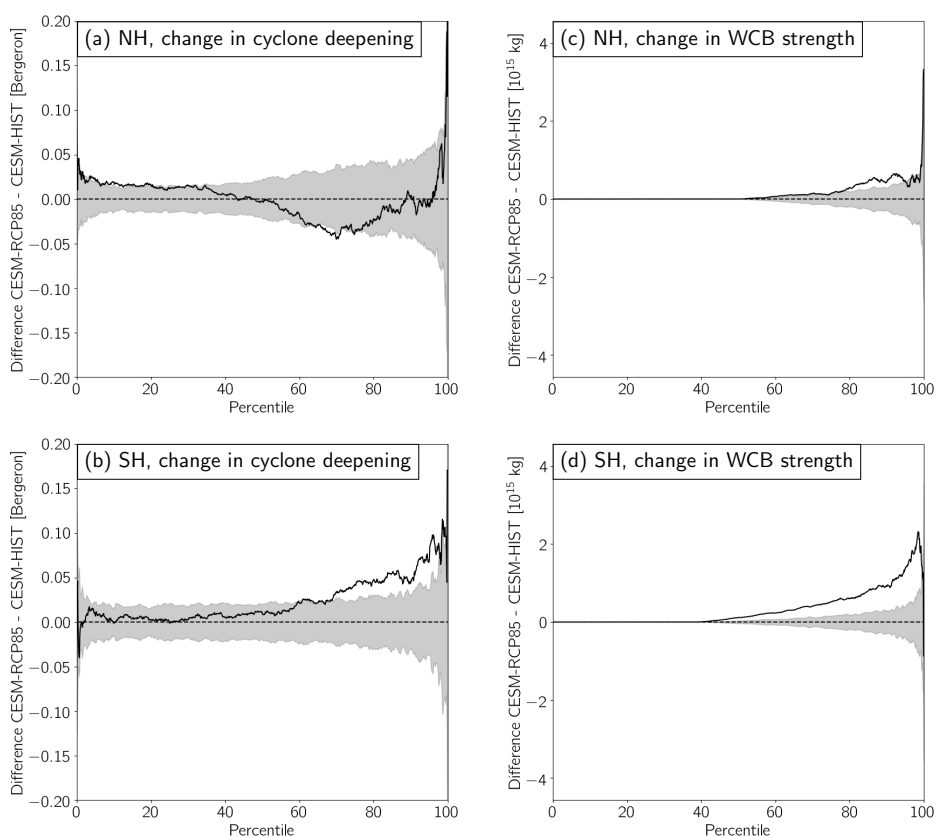 (a) NH, change in cyclone deepening
Difference CESM-RCP85 - CESM-HIST [Bergeron]
0.20
0.15
0.10
0.05
0.00
−0.05
−0.10
−0.15
−0.20
0 20 40 60 80 100
Percentile
(c) NH, change in WCB strength
Difference CESM-RCP85 - CESM-HIST [10¹⁵ kg]
4
2
0
−2
−4
0 20 40 60 80 100
Percentile
(b) SH, change in cyclone deepening
Difference CESM-RCP85 - CESM-HIST [Bergeron]
0.20
0.15
0.10
0.05
0.00
−0.05
−0.10
−0.15
−0.20
0 20 40 60 80 100
Percentile
(d) SH, change in WCB strength
Difference CESM-RCP85 - CESM-HIST [10¹⁵ kg]
4
2
0
−2
−4
0 20 40 60 80 100
Percentile